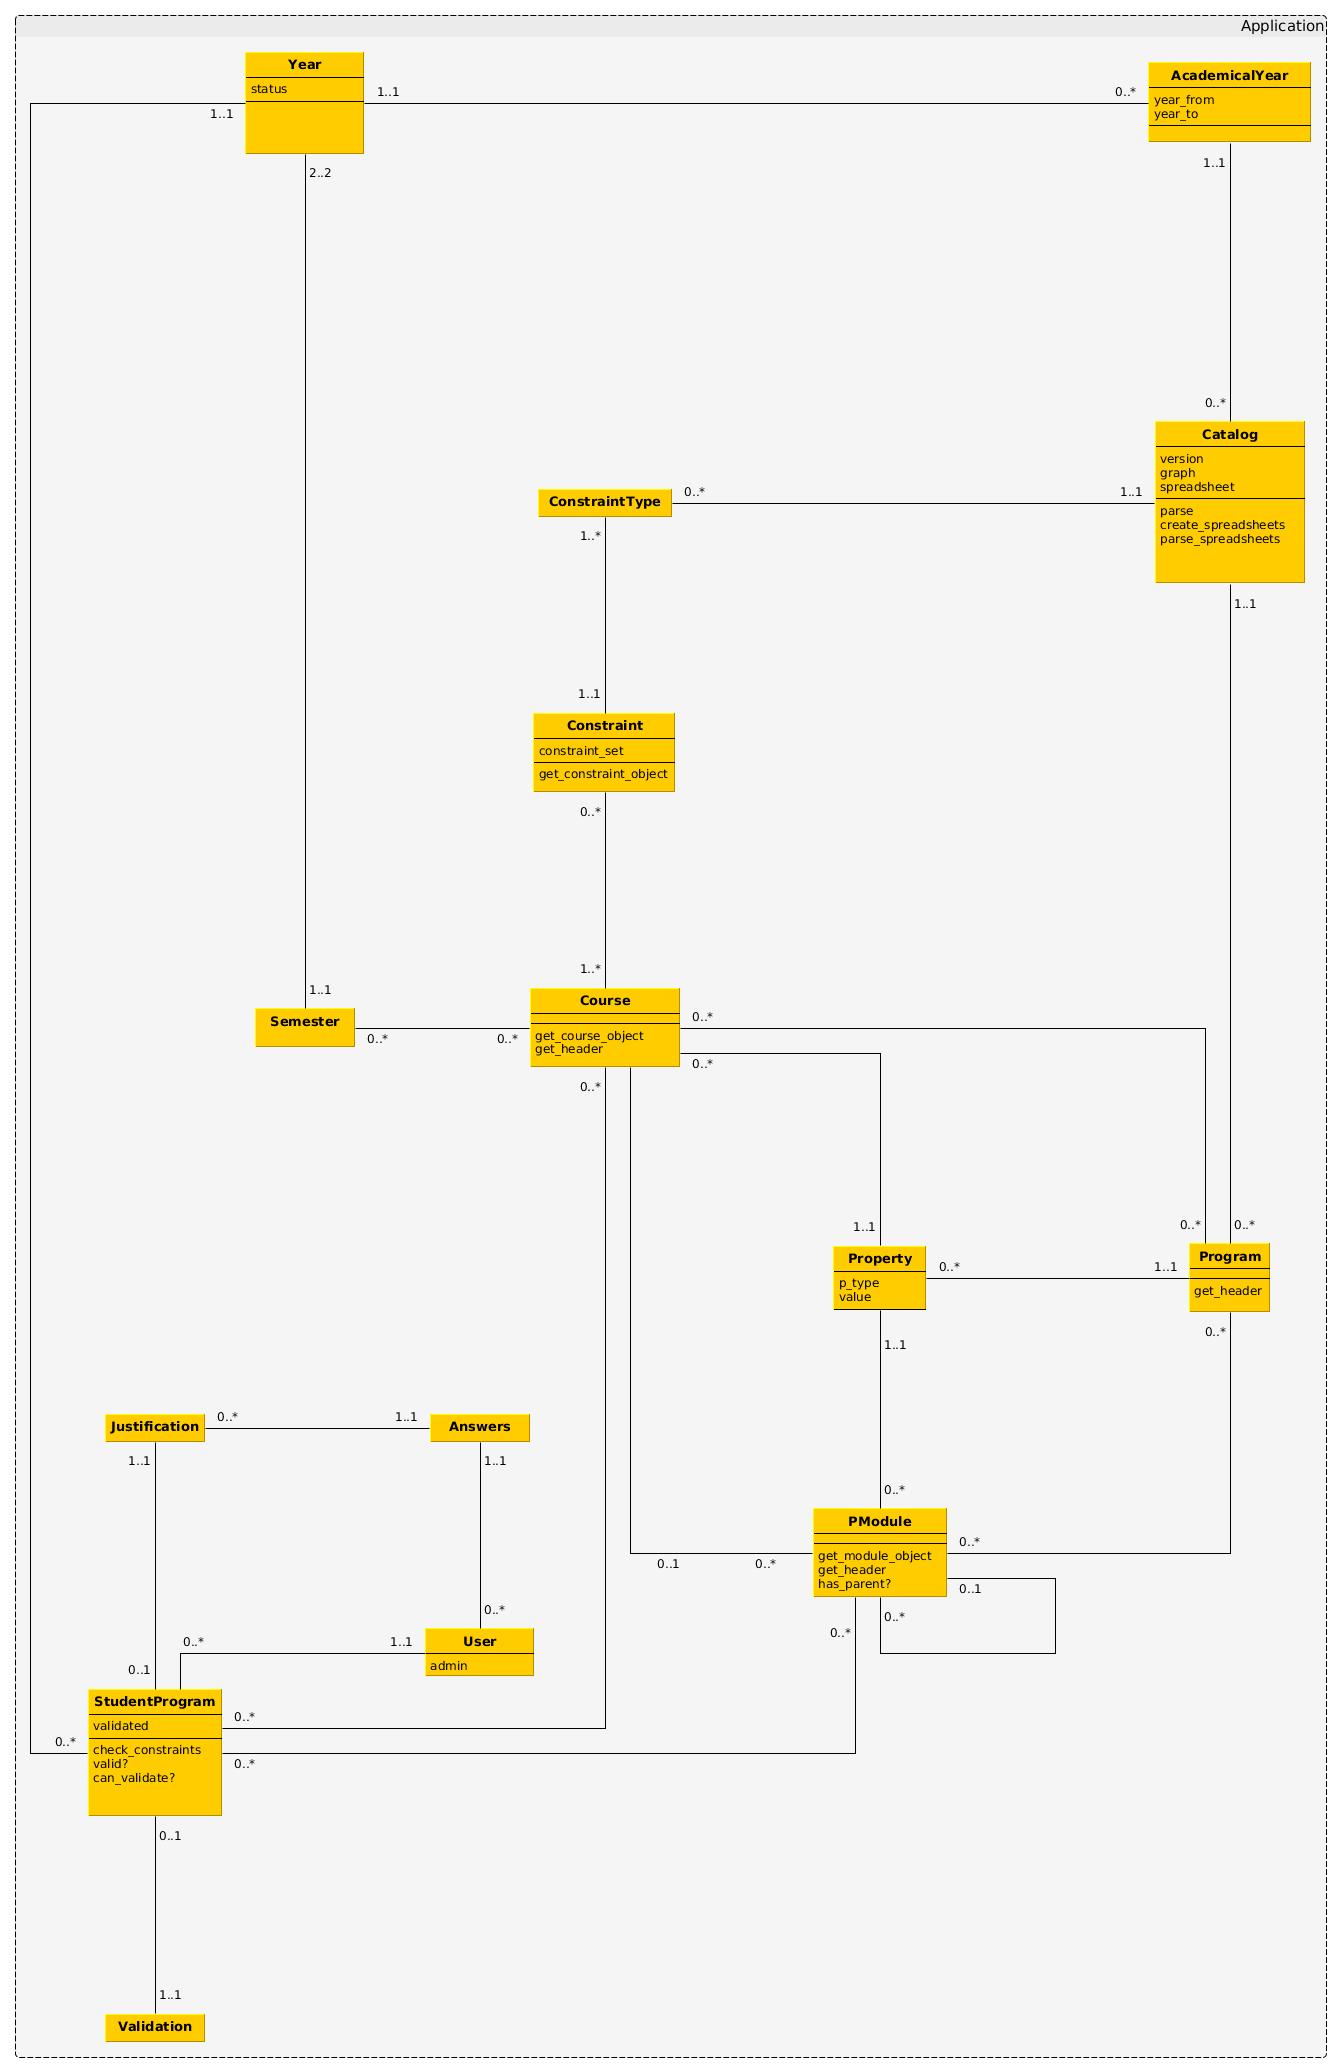 Application
Year
status
AcademicalYear
year_from
year_to
1..1
0..*
1..1
2..2
1..1
0..*
Catalog
version
graph
spreadsheet
parse
create_spreadsheets
parse_spreadsheets
ConstraintType
0..*
1..1
1..*
1..1
1..1
Constraint
constraint_set
get_constraint_object
0..*
1..*
1..1
Semester
0..*
0..*
Course
get_course_object
get_header
0..*
0..*
0..*
1..1
0..*
0..*
Property
p_type
value
0..*
1..1
Program
get_header
1..1
0..*
Justification
0..*
1..1
Answers
1..1
1..1
0..*
PModule
get_module_object
get_header
has_parent?
0..*
0..1
0..*
0..1
0..*
0..*
0..*
User
admin
0..*
1..1
0..1
StudentProgram
validated
check_constraints
valid?
can_validate?
0..*
0..*
0..*
0..1
1..1
Validation